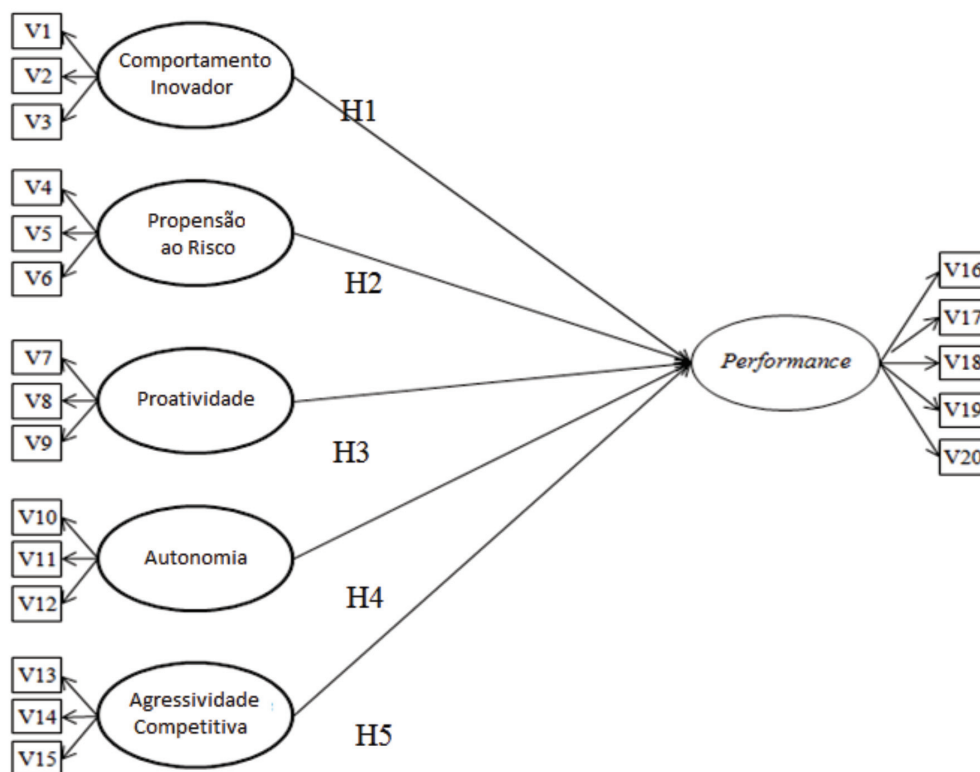 V1
V2
V3
Comportamento
Inovador
H1
V4
V5
V6
Propensão
ao Risco
H2
V7
V8
V9
Proatividade
H3
V10
V11
V12
Autonomia
H4
V13
V14
V15
Agressividade
Competitiva
H5
Performance
V16
V17
V18
V19
V20